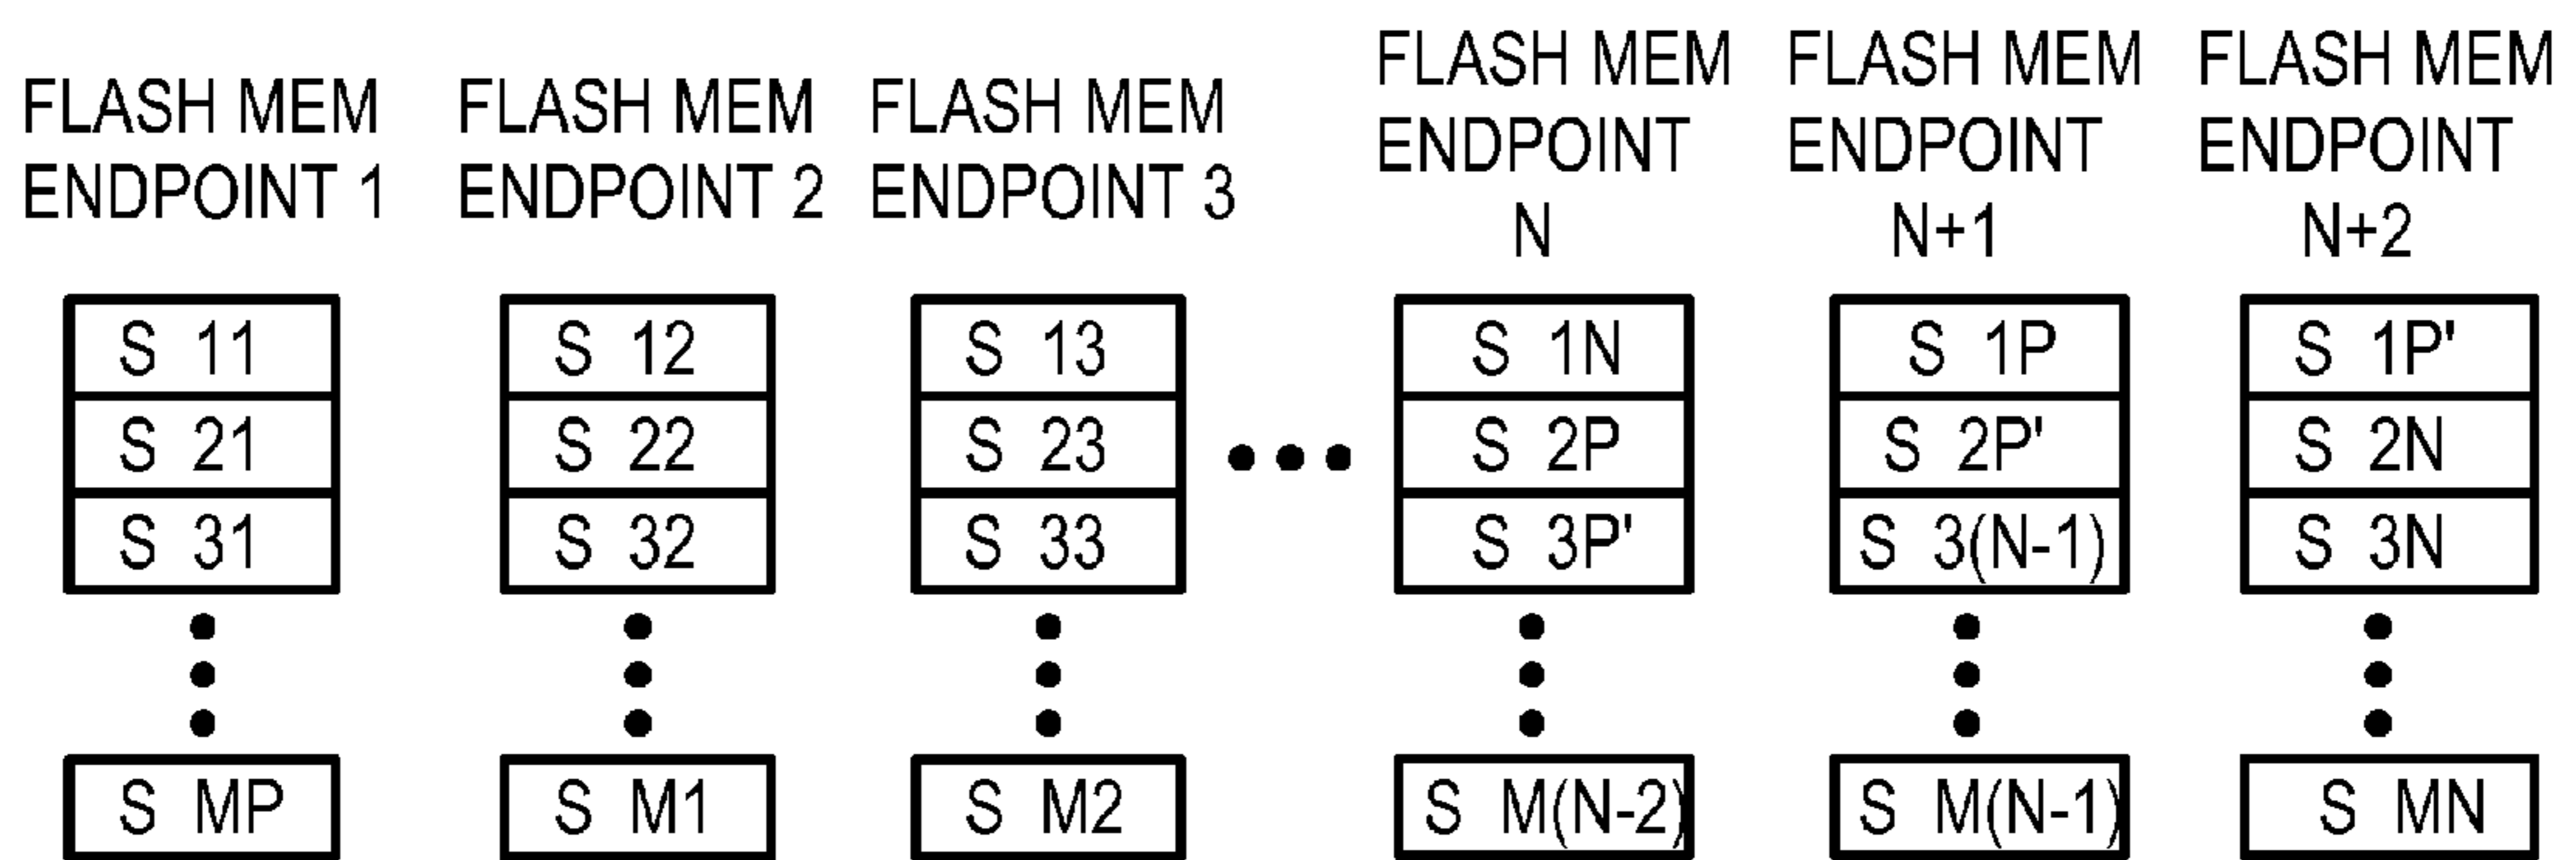 FLASH MEM ENDPOINT 1
FLASH MEM ENDPOINT 2
FLASH MEM ENDPOINT 3
FLASH MEM ENDPOINT N
FLASH MEM ENDPOINT N+1
FLASH MEM ENDPOINT N+2
S 11 S 12 S 13 S 1N S 1P S 1P'
S 21 S 22 S 23 S 2P S 2P' S 2N
S 31 S 32 S 33 S 3P' S 3(N-1) S 3N
S MP S M1 S M2 S M(N-2) S M(N-1) S MN